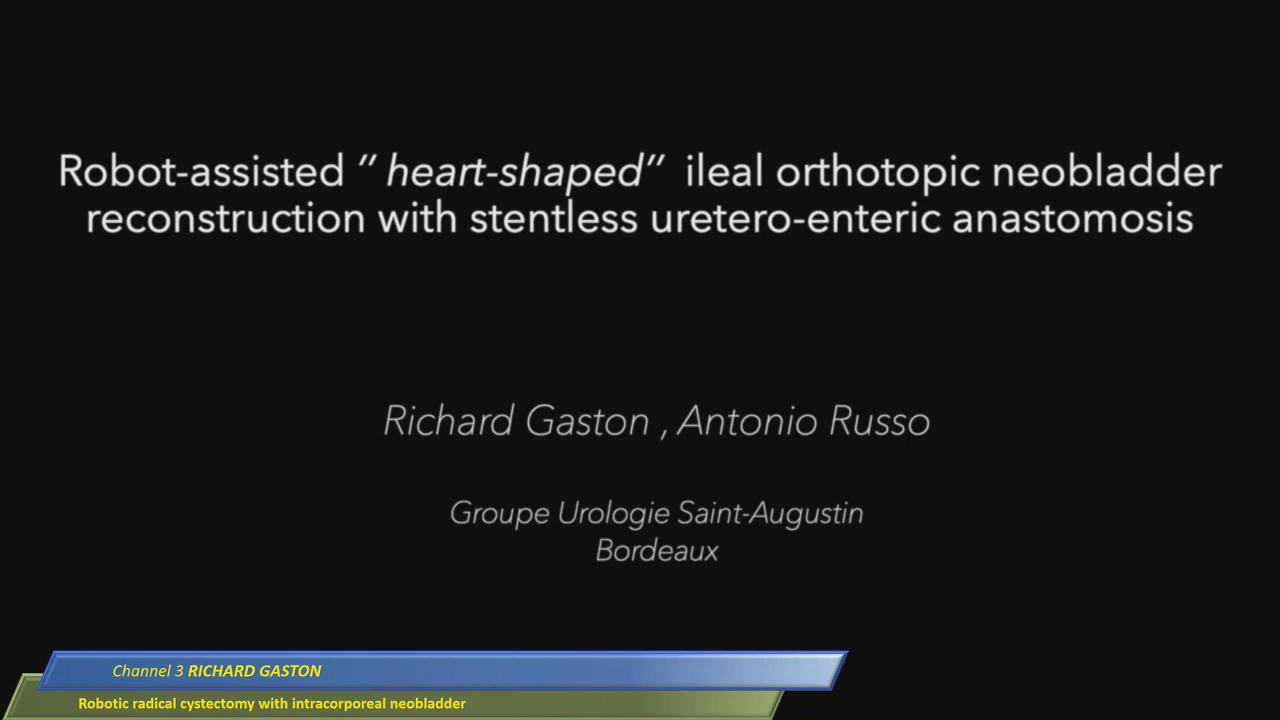 Robot-assisted " heart-shaped" ileal orthotopic neobladder
reconstruction with stentless uretero-enteric anastomosis
Richard Gaston , Antonio Russo
Groupe Urologie Saint-Augustin
Bordeaux
Channel 3 RICHARD GASTON
Robotic radical cystectomy with intracorporeal neobladder